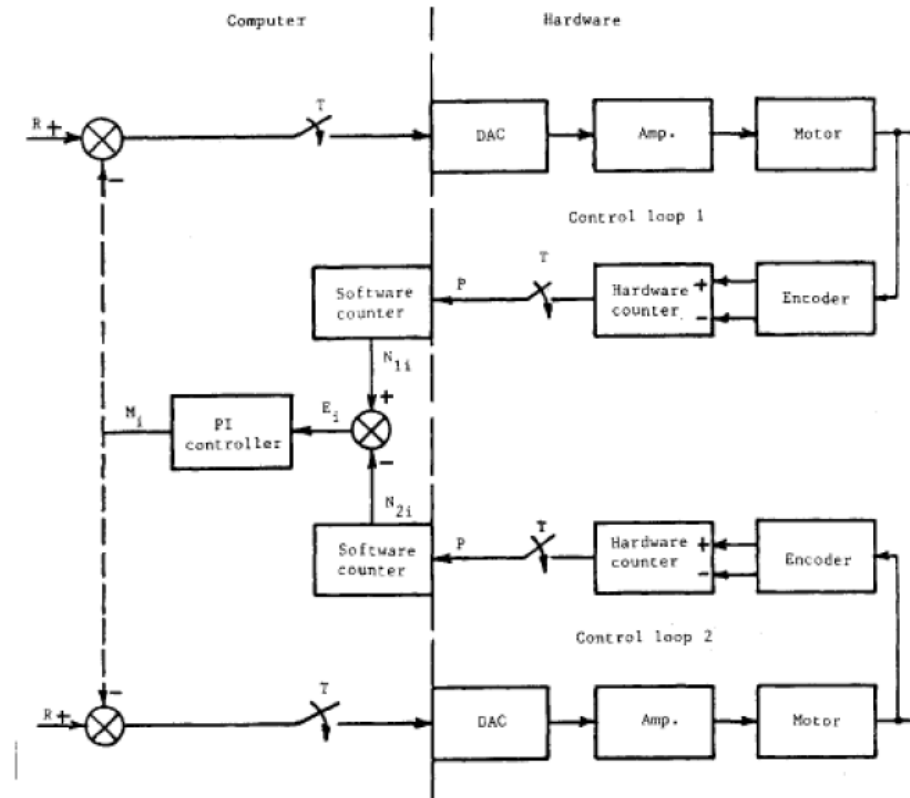 Computer Hardware
R + T DAC Amp. Motor
-
Control loop 1
T
P
Software
counter
Hardware
counter
+
-
Encoder
N1i
+
Mi PI
controller
Ei
-
N2i
Software
counter
P
T
Hardware
counter
+
-
Encoder
Control loop 2
-
R + T DAC Amp. Motor